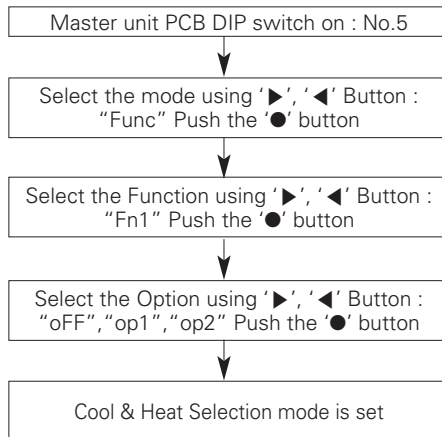 Master unit PCB DIP switch on : No.5
Select the mode using ‘▶’, ‘◀’ Button :
“Func” Push the ‘●’ button
Select the Function using ‘▶’, ‘◀’ Button :
“Fn1” Push the ‘●’ button
Select the Option using ‘▶’, ‘◀’ Button :
“oFF”,“op1”,“op2” Push the ‘●’ button
Cool & Heat Selection mode is set